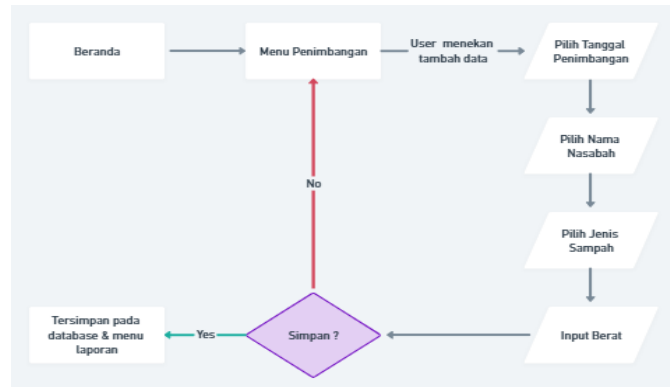 Beranda
Menu Penimbangan
User menekan
tambah data
Pilih Tanggal
Penimbangan
Pilih Nama
Nasabah
No
Pilih Jenis
Sampah
Tersimpan pada
database & menu
laporan
Yes
Simpan ?
Input Berat